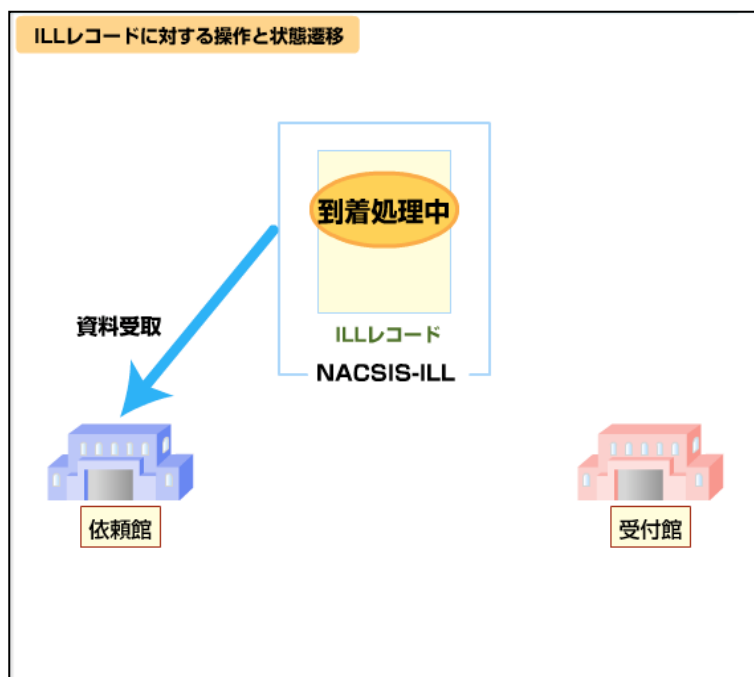 ILLレコードに対する操作と状態遷移
到着処理中
資料受取
ILLレコード
NACSIS-ILL
依頼館
受付館